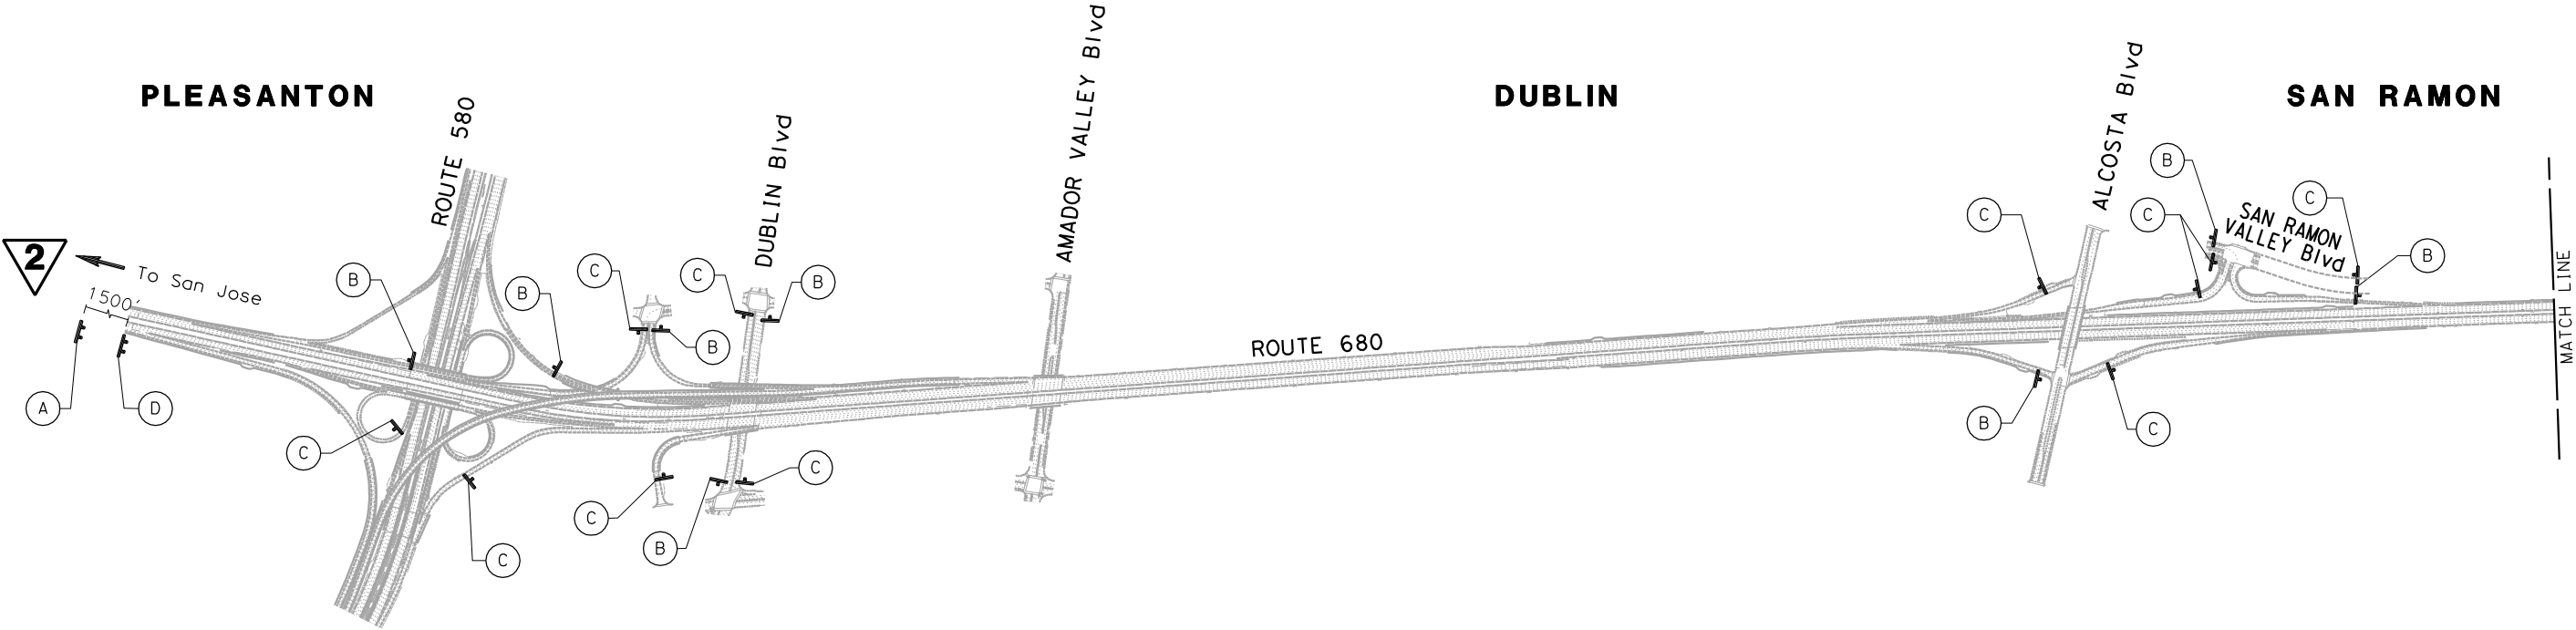 PLEASANTON
DUBLIN
SAN RAMON
ROUTE 580
DUBLIN Blvd
AMADOR VALLEY Blvd
ALCOSTA Blvd
B
C
C
SAN RAMON
VALLEY Blvd
C
B
2
To San Jose
1500'
B
B
C
C
B
B
MATCH LINE
ROUTE 680
A
D
C
C
C
B
C
C
B
C